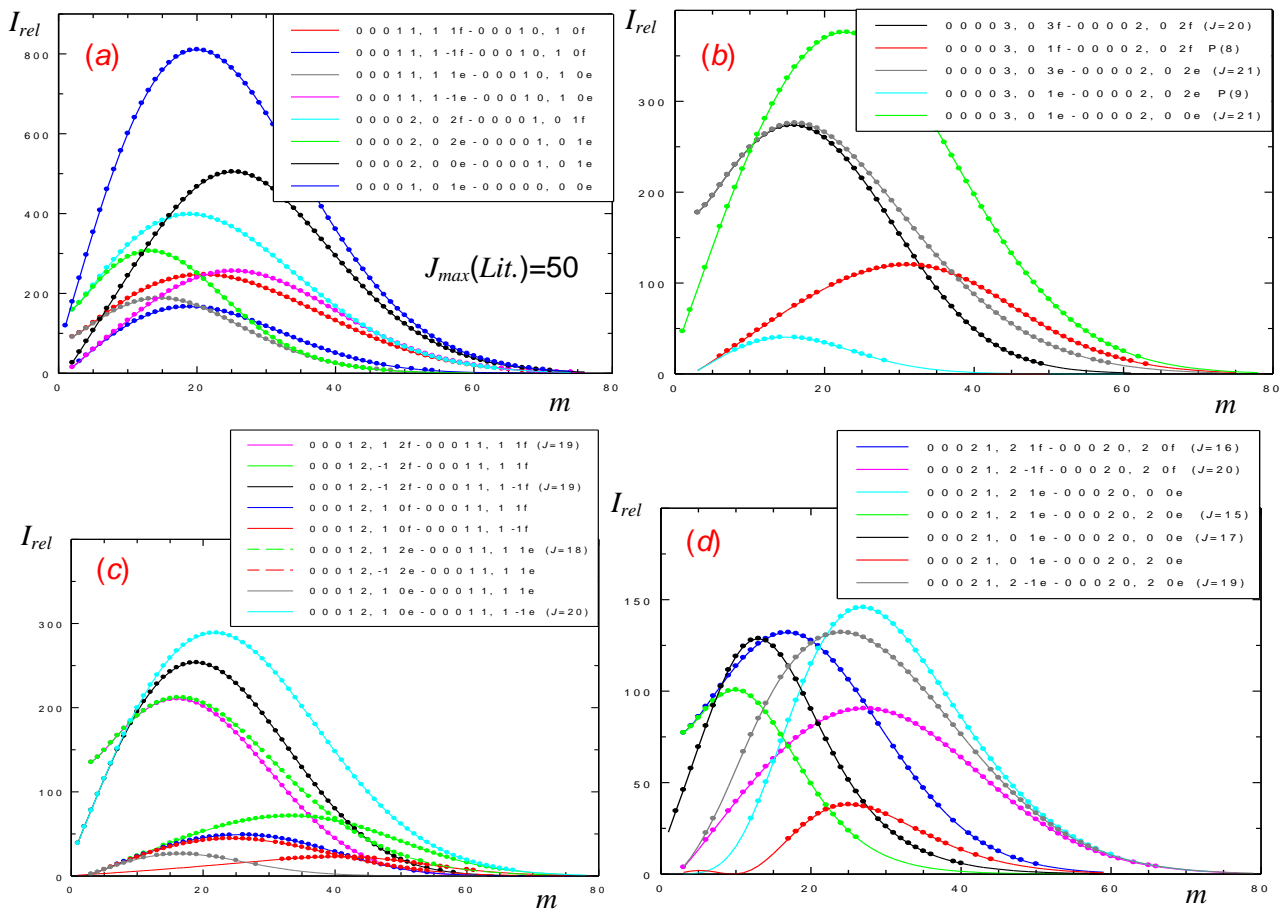 I_rel
(a)
800
600
400
200
0
0 20 40 60 80
m
J_max(Lit.)=50
0 0 0 1 1, 1 1f-0 0 0 1 0, 1 0f
0 0 0 1 1, 1 -1f-0 0 0 1 0, 1 0f
0 0 0 1 1, 1 1e-0 0 0 1 0, 1 0e
0 0 0 1 1, 1 -1e-0 0 0 1 0, 1 0e
0 0 0 0 2, 0 2f-0 0 0 0 1, 0 1f
0 0 0 0 2, 0 2e-0 0 0 0 1, 0 1e
0 0 0 0 2, 0 0e-0 0 0 0 1, 0 1e
0 0 0 0 1, 0 1e-0 0 0 0 0, 0 0e
I_rel
(b)
300
200
100
0
0 20 40 60 80
m
0 0 0 0 3, 0 3f-0 0 0 0 2, 0 2f (J=20)
0 0 0 0 3, 0 1f-0 0 0 0 2, 0 2f P(8)
0 0 0 0 3, 0 3e-0 0 0 0 2, 0 2e (J=21)
0 0 0 0 3, 0 1e-0 0 0 0 2, 0 2e P(9)
0 0 0 0 3, 0 1e-0 0 0 0 2, 0 0e (J=21)
I_rel
(c)
300
200
100
0
0 20 40 60 80
m
0 0 0 1 2, 1 2f-0 0 0 1 1, 1 1f (J=19)
0 0 0 1 2, -1 2f-0 0 0 1 1, 1 1f
0 0 0 1 2, -1 2f-0 0 0 1 1, 1 -1f (J=19)
0 0 0 1 2, 1 0f-0 0 0 1 1, 1 1f
0 0 0 1 2, 1 0f-0 0 0 1 1, 1 -1f
0 0 0 1 2, 1 2e-0 0 0 1 1, 1 1e (J=18)
0 0 0 1 2, -1 2e-0 0 0 1 1, 1 1e
0 0 0 1 2, 1 0e-0 0 0 1 1, 1 1e
0 0 0 1 2, 1 0e-0 0 0 1 1, 1 -1e (J=20)
I_rel
(d)
150
100
50
0
0 20 40 60 80
m
0 0 0 2 1, 2 1f-0 0 0 2 0, 2 0f (J=16)
0 0 0 2 1, 2 -1f-0 0 0 2 0, 2 0f (J=20)
0 0 0 2 1, 2 1e-0 0 0 2 0, 0 0e
0 0 0 2 1, 2 1e-0 0 0 2 0, 2 0e (J=15)
0 0 0 2 1, 0 1e-0 0 0 2 0, 0 0e (J=17)
0 0 0 2 1, 0 1e-0 0 0 2 0, 2 0e
0 0 0 2 1, 2 -1e-0 0 0 2 0, 2 0e (J=19)